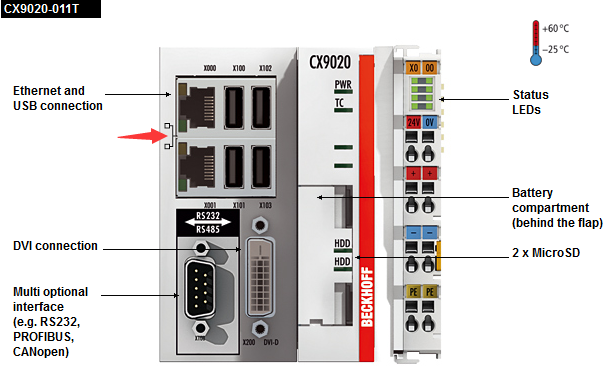 CX9020-011T
+60 °C
-25 °C
CX9020
X000 X100 X102
PWR
TC
X0 00
24V 0V
Ethernet and
USB connection
Status
LEDs
X001 X101 X103
RS232
RS485
Battery
compartment
(behind the flap)
DVI connection
HDD
HDD
2 x MicroSD
Multi optional
interface
(e.g. RS232,
PROFIBUS,
CANopen)
BECKHOFF
+ +
− −
PE PE
X200 DVI-D